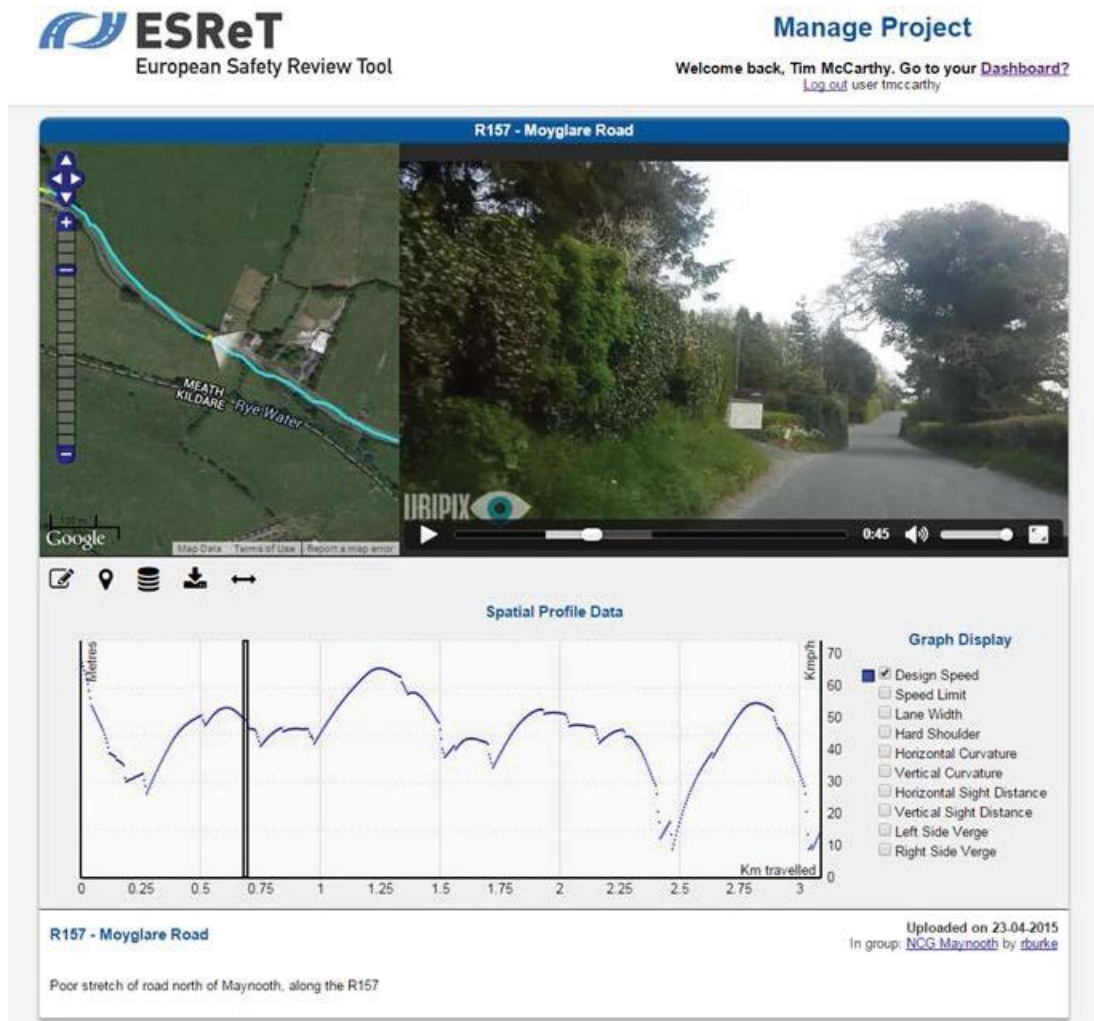 ESReT
European Safety Review Tool
Manage Project
Welcome back, Tim McCarthy. Go to your Dashboard?
Log out user tmccarthy
R157 - Moyglare Road
MEATH
KILDARE
Rye Water
100 m
Google
Map Data Terms of Use Report a map error
URIPIX
0:45
Spatial Profile Data
Metres
Kmp/h
70
60
50
40
30
20
10
0
Km travelled
0 0.25 0.5 0.75 1 1.25 1.5 1.75 2 2.25 2.5 2.75 3
Graph Display
Design Speed
Speed Limit
Lane Width
Hard Shoulder
Horizontal Curvature
Vertical Curvature
Horizontal Sight Distance
Vertical Sight Distance
Left Side Verge
Right Side Verge
R157 - Moyglare Road
Uploaded on 23-04-2015
In group: NCG Maynooth by rburke
Poor stretch of road north of Maynooth, along the R157